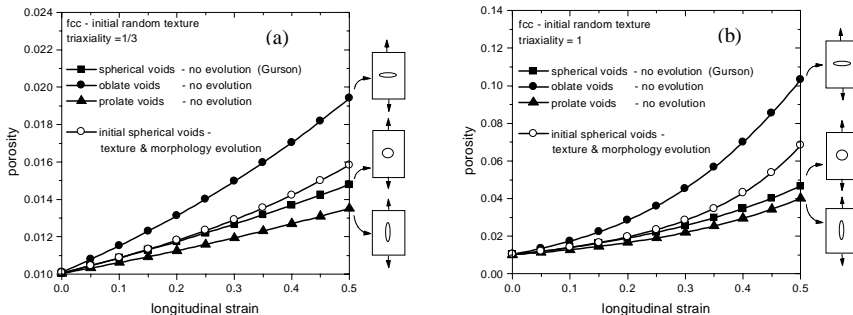 fcc - initial random texture
triaxiality =1/3
(a)
spherical voids - no evolution (Gurson)
oblate voids - no evolution
prolate voids - no evolution
initial spherical voids -
texture & morphology evolution
porosity
0.024
0.022
0.020
0.018
0.016
0.014
0.012
0.010
0.0 0.1 0.2 0.3 0.4 0.5
longitudinal strain
fcc - initial random texture
triaxiality = 1
(b)
spherical voids - no evolution (Gurson)
oblate voids - no evolution
prolate voids - no evolution
initial spherical voids -
texture & morphology evolution
porosity
0.14
0.12
0.10
0.08
0.06
0.04
0.02
0.00
0.0 0.1 0.2 0.3 0.4 0.5
longitudinal strain